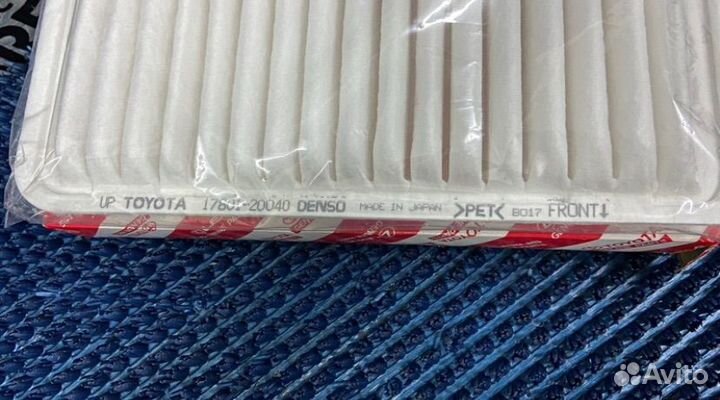 UP TOYOTA 17801-20040 DENSO MADE IN JAPAN >PET< B017 FRONT↓
Avito